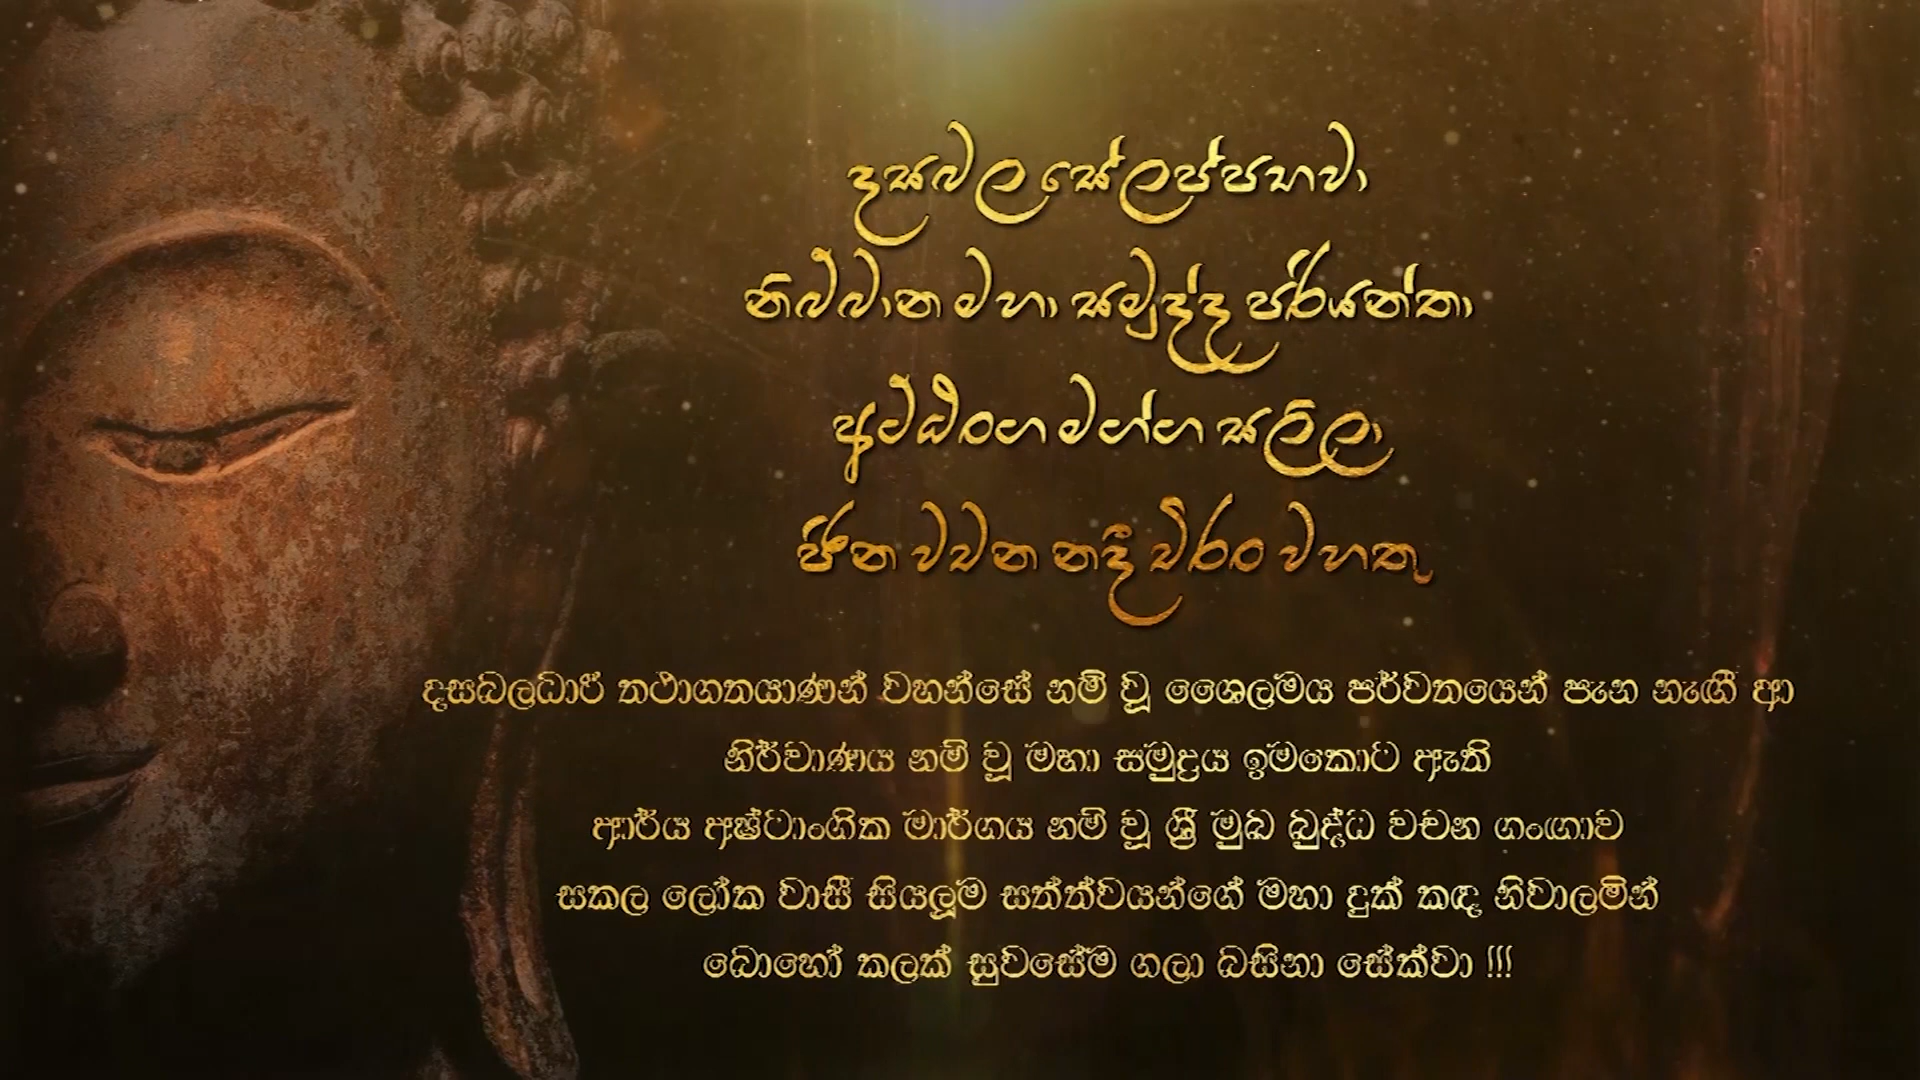 දසබල සේලප්පභවා
නිබ්බාන මහා සමුද්ද පරියන්තා
අට්ඨංග මග්ග සලිලා
ජින වචන නදී චිරං වහතු
දසබලධාරී තථාගතයාණන් වහන්සේ නම් වූ ශෛලමය පර්වතයෙන් පැන නැඟී ආ
නිර්වාණය නම් වූ මහා සමුද්‍රය ඉමකොට ඇති
ආර්ය අෂ්ටාංගික මාර්ගය නම් වූ ශ්‍රී මුඛ බුද්ධ වචන ගංඟාව
සකල ලෝක වාසී සියලුම සත්ත්වයන්ගේ මහා දුක් කඳු නිවාලමින්
බොහෝ කලක් සුවසේම ගලා බසිනා සේක්වා !!!